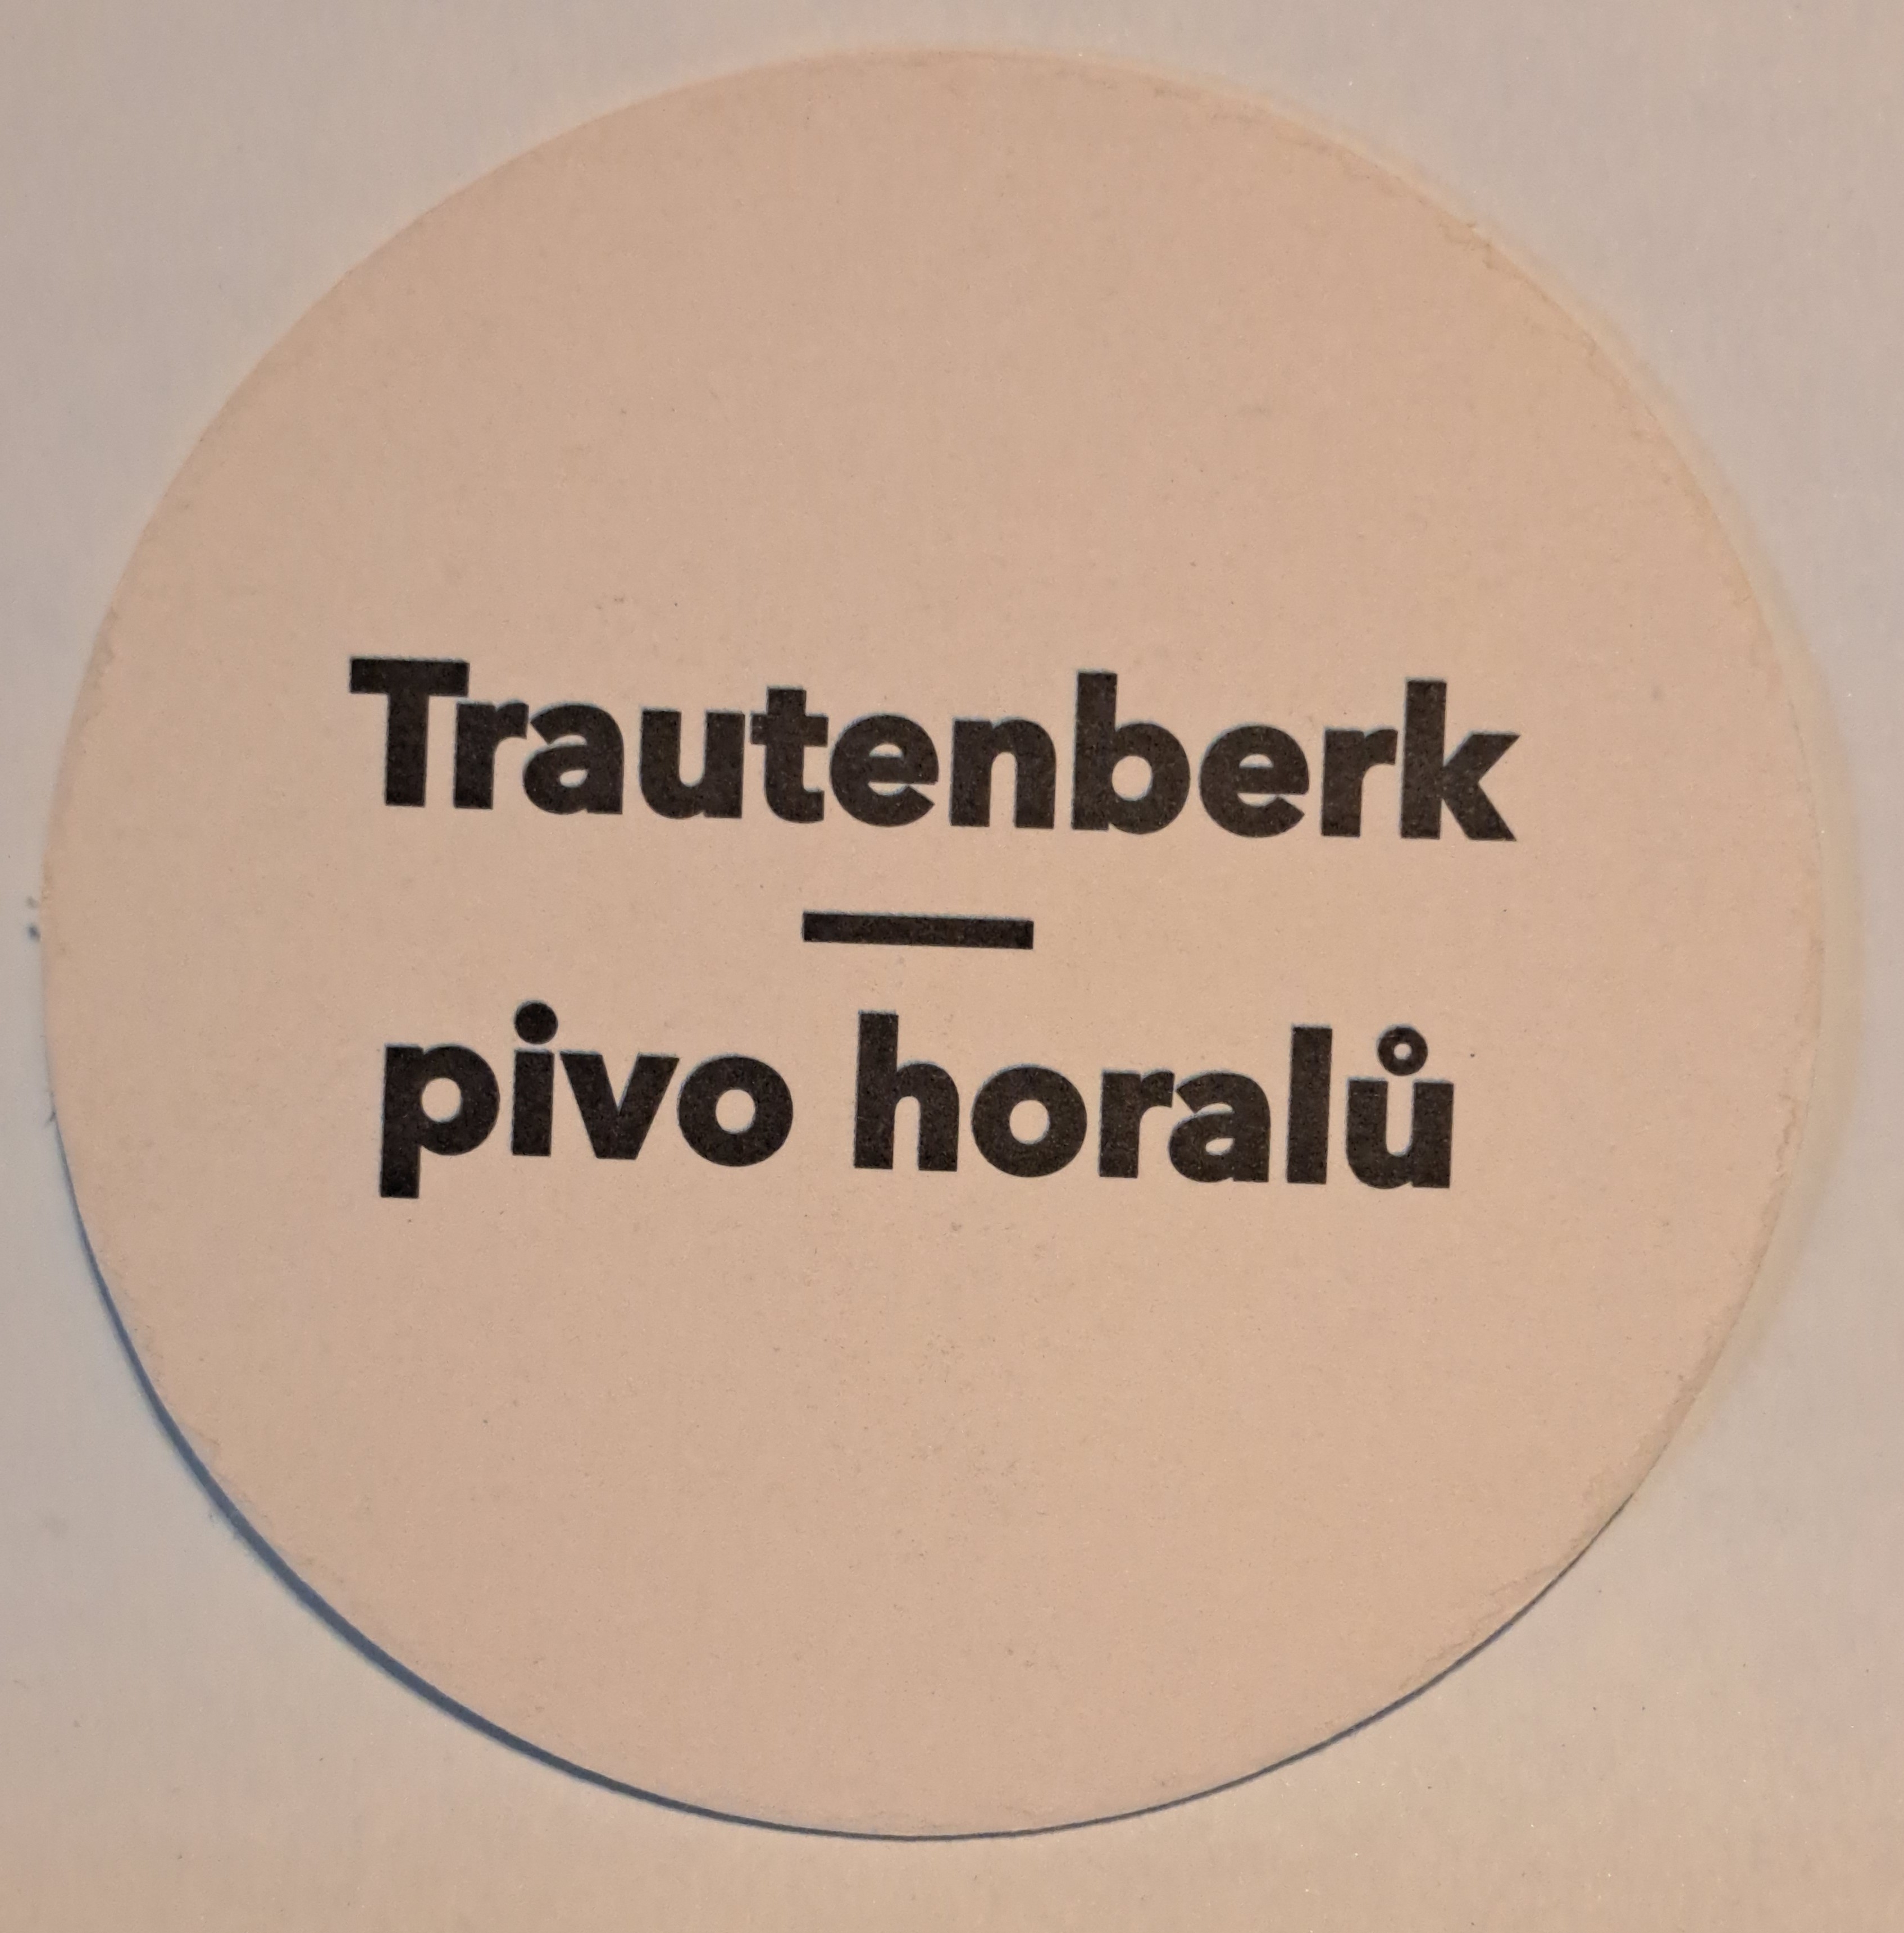 Trautenberk
—
pivo horalů